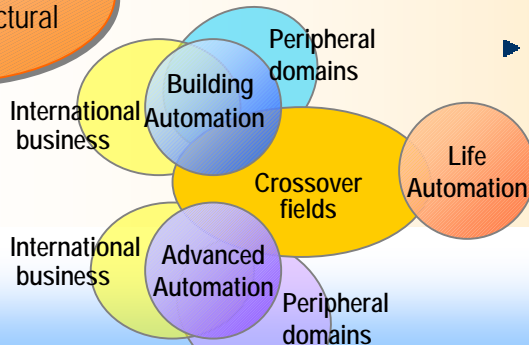 ctural
Peripheral
domains
Building
Automation
International
business
Life
Automation
Crossover
fields
International
business
Advanced
Automation
Peripheral
domains